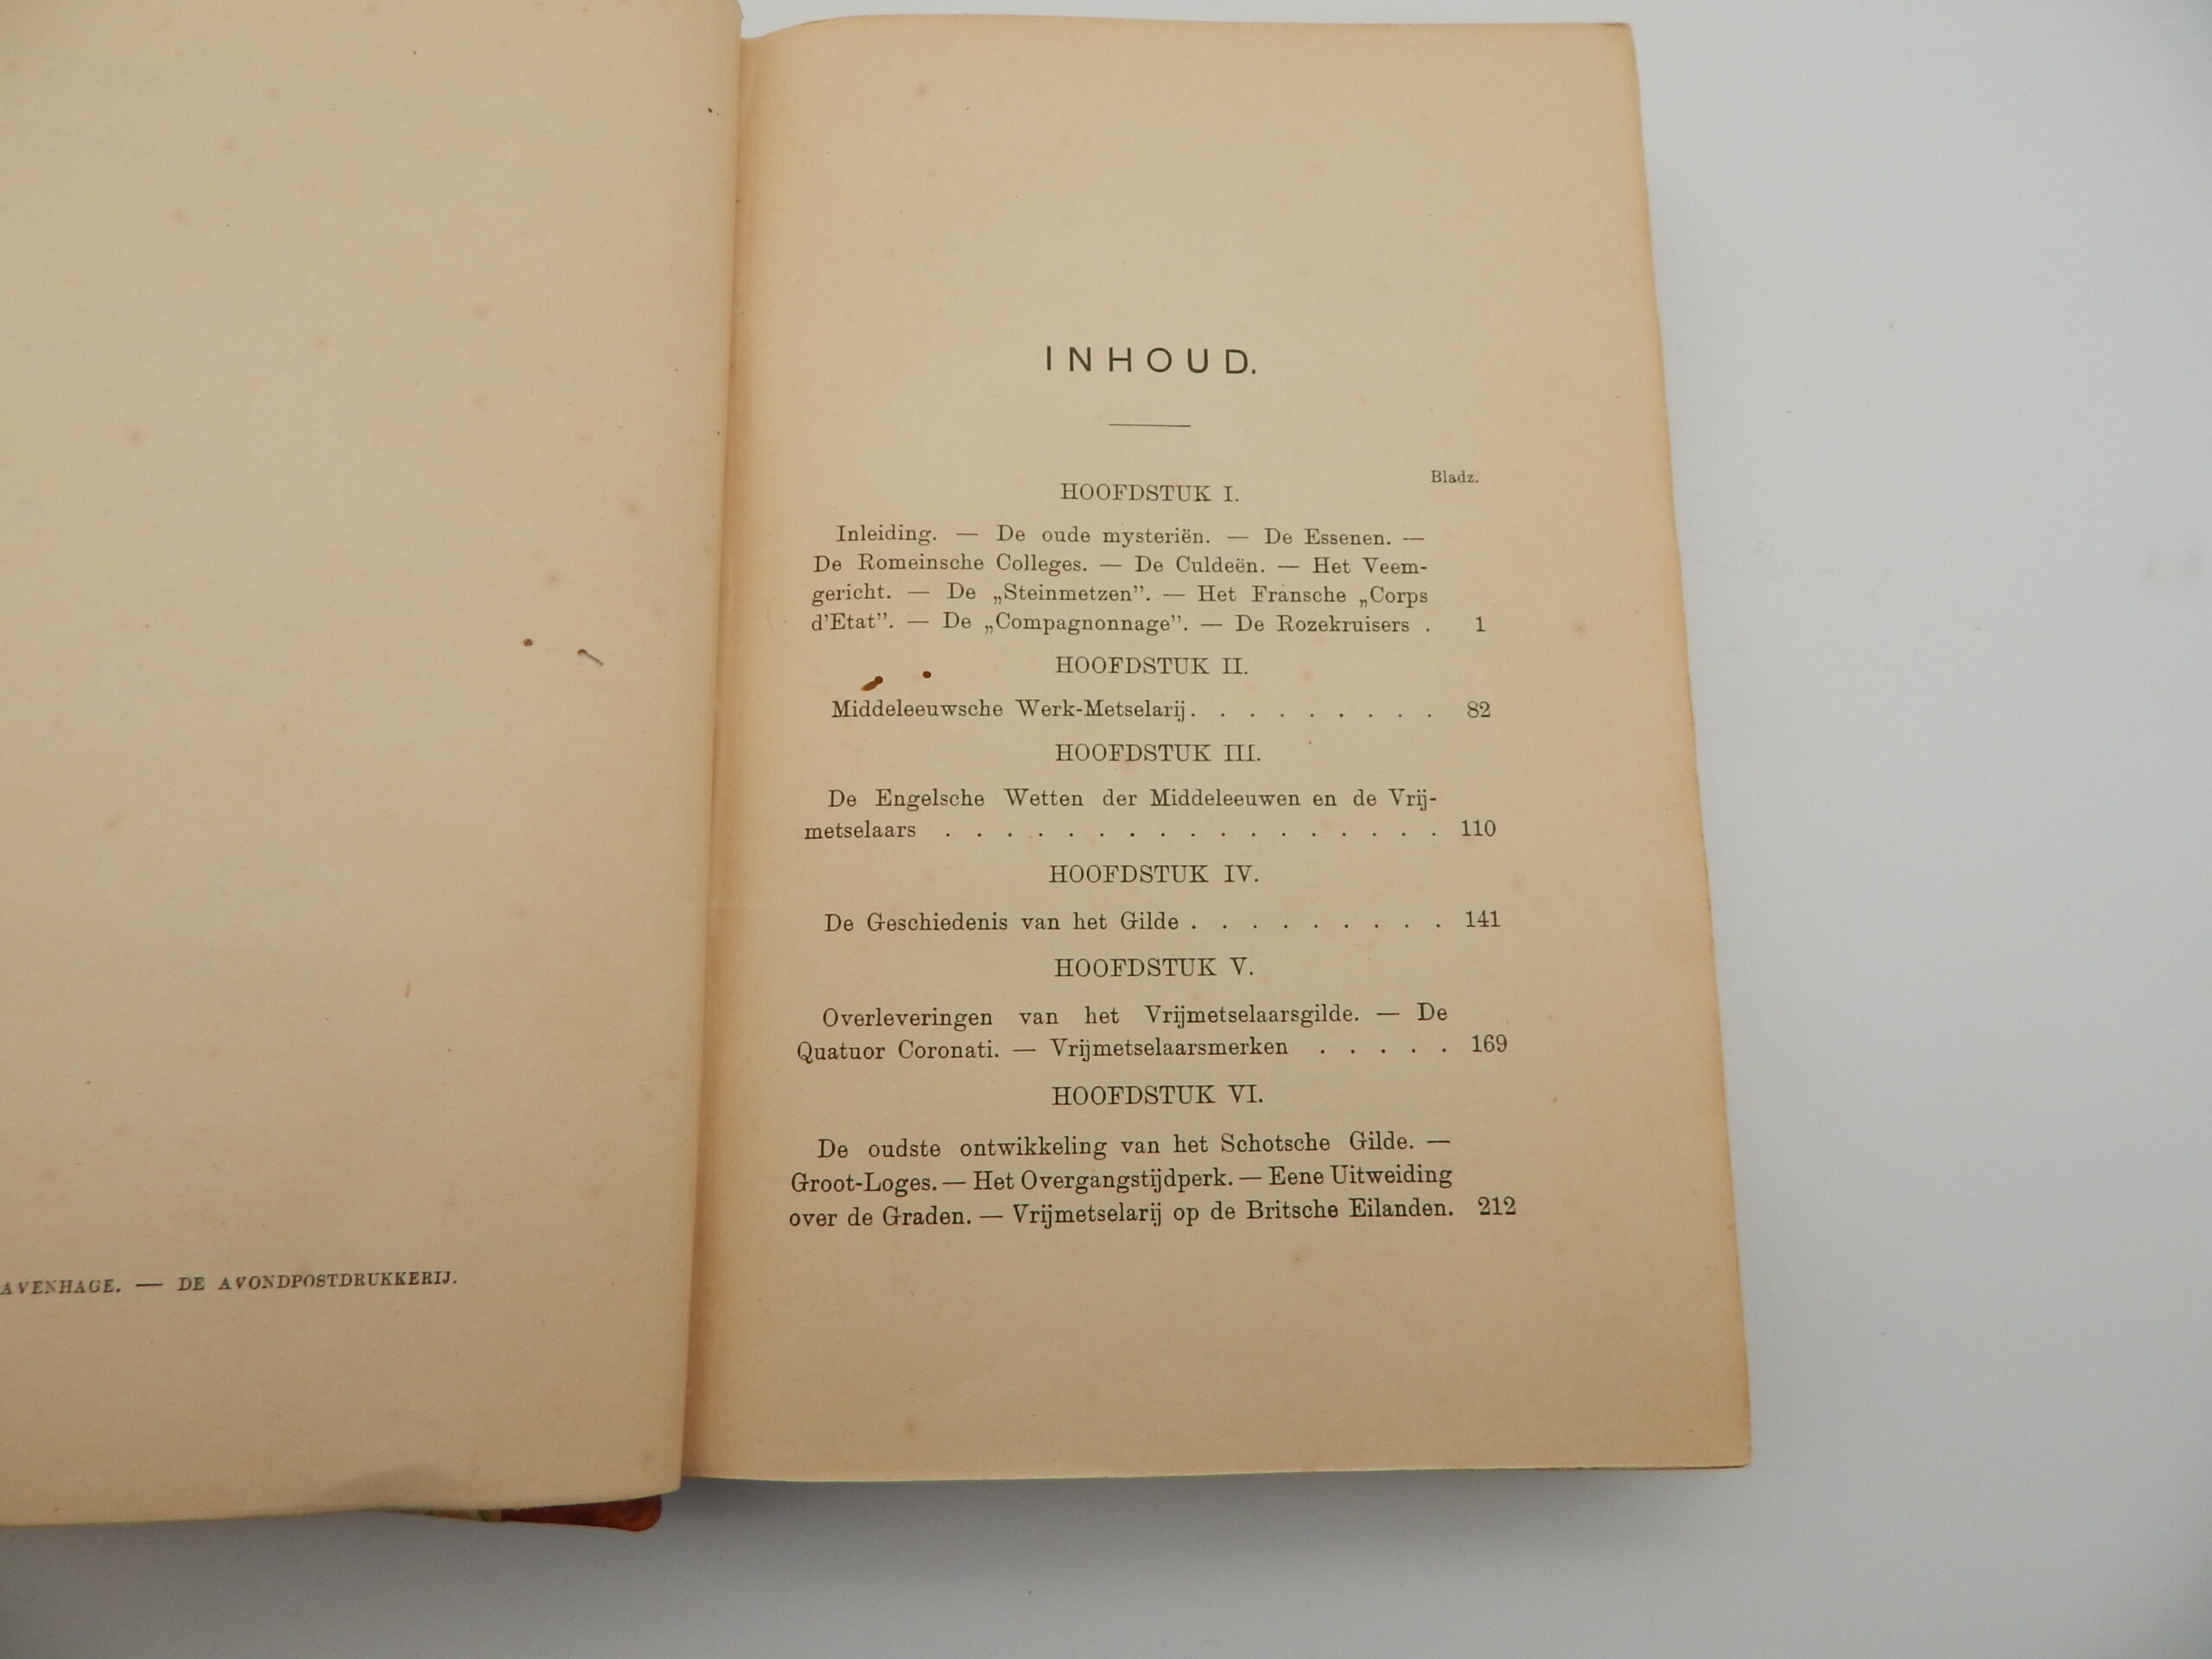 AVENHAGE. — DE AVONDPOSTDRUKKERIJ.
INHOUD.
Bladz.
HOOFDSTUK I.
Inleiding. — De oude mysteriën. — De Essenen. —
De Romeinsche Colleges. — De Culdeën. — Het Veem-
gericht. — De „Steinmetzen”. — Het Fransche „Corps
d'Etat”. — De „Compagnonnage”. — De Rozekruisers . 1
HOOFDSTUK II.
Middeleeuwsche Werk-Metselarij. . . . . . . . . 82
HOOFDSTUK III.
De Engelsche Wetten der Middeleeuwen en de Vrij-
metselaars . . . . . . . . . . . . . . . . . 110
HOOFDSTUK IV.
De Geschiedenis van het Gilde . . . . . . . . . 141
HOOFDSTUK V.
Overleveringen van het Vrijmetselaarsgilde. — De
Quatuor Coronati. — Vrijmetselaarsmerken . . . . . 169
HOOFDSTUK VI.
De oudste ontwikkeling van het Schotsche Gilde. —
Groot-Loges. — Het Overgangstijdperk. — Eene Uitweiding
over de Graden. — Vrijmetselarij op de Britsche Eilanden. 212